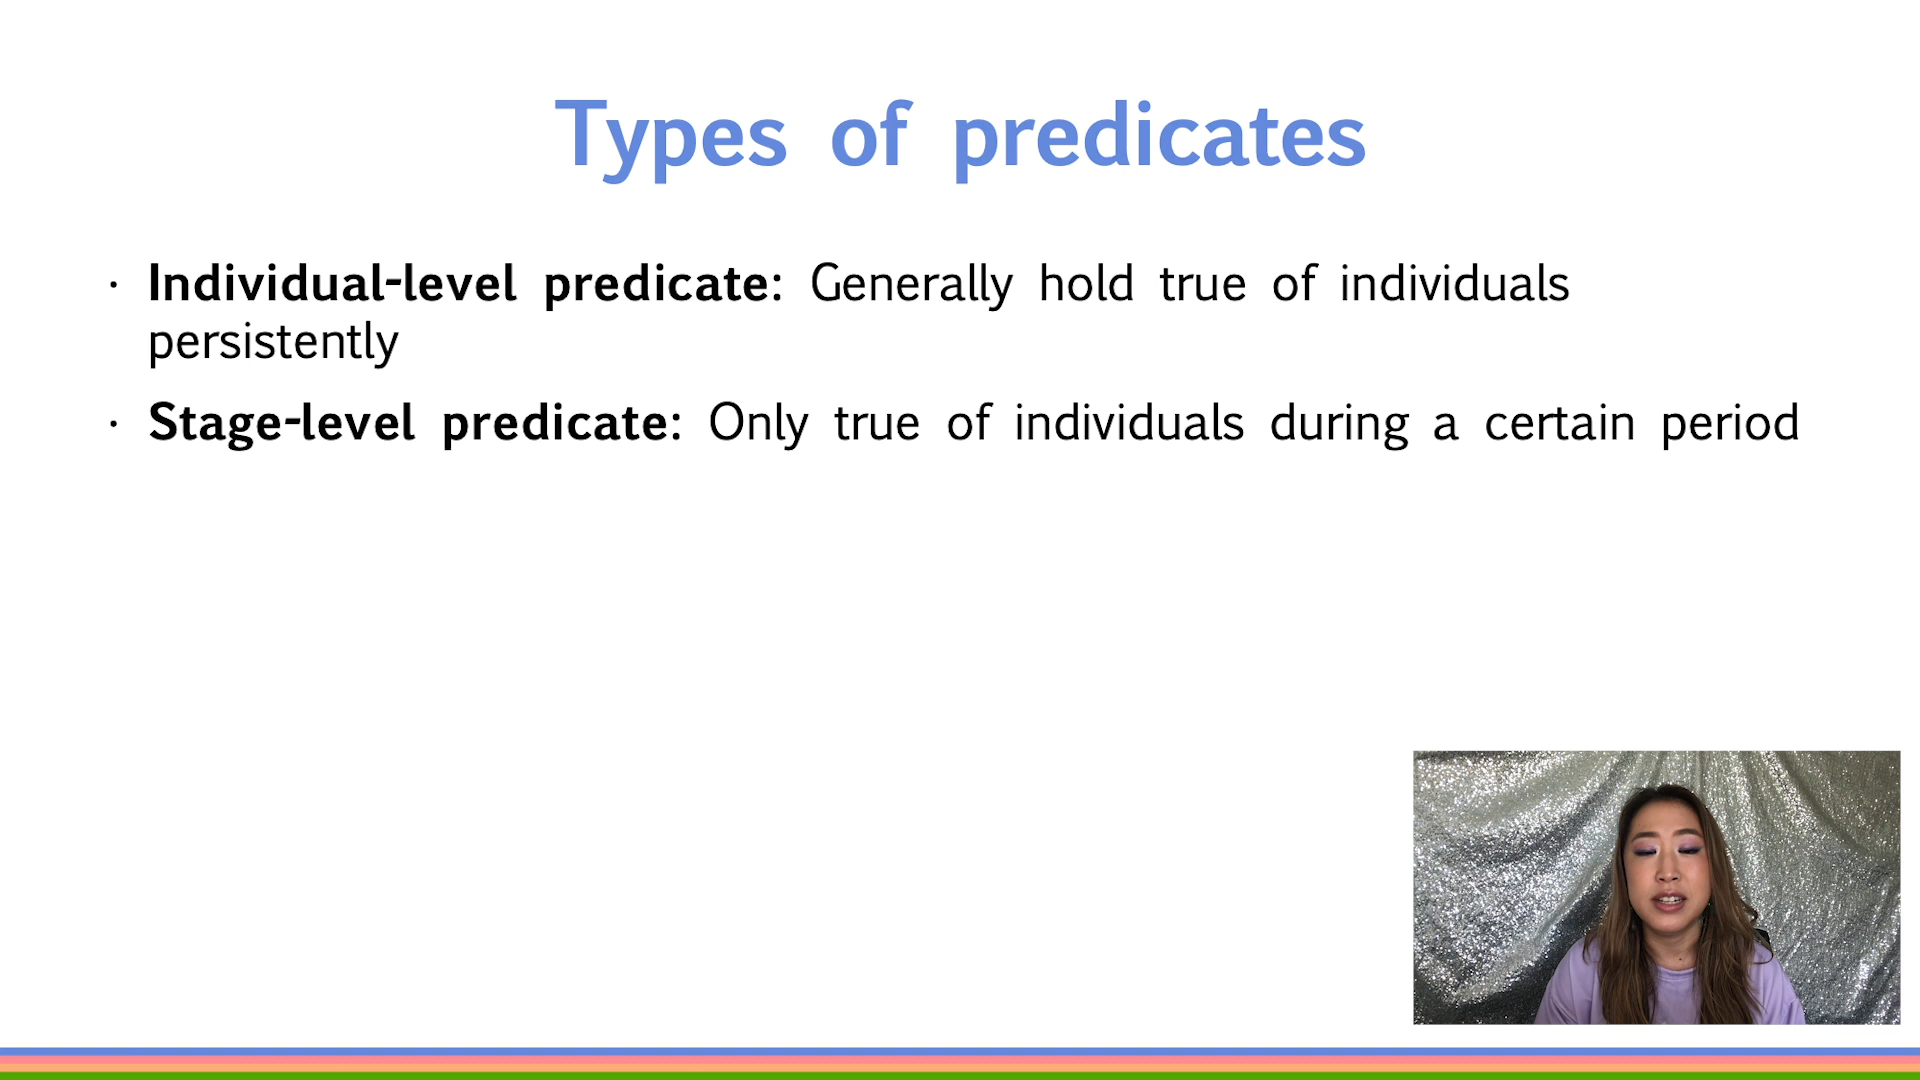 Types of predicates
· Individual-level predicate: Generally hold true of individuals
persistently
· Stage-level predicate: Only true of individuals during a certain period